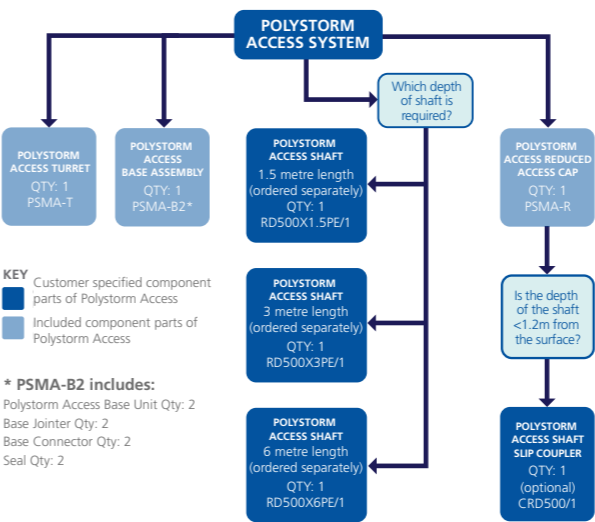 POLYSTORM
ACCESS SYSTEM
Which depth
of shaft is
required?
POLYSTORM
ACCESS TURRET
QTY: 1
PSMA-T
POLYSTORM
ACCESS
BASE ASSEMBLY
QTY: 1
PSMA-B2*
POLYSTORM
ACCESS SHAFT
1.5 metre length
(ordered separately)
QTY: 1
RD500X1.5PE/1
POLYSTORM
ACCESS REDUCED
ACCESS CAP
QTY: 1
PSMA-R
KEY
Customer specified component
parts of Polystorm Access
Included component parts of
Polystorm Access
POLYSTORM
ACCESS SHAFT
3 metre length
(ordered separately)
QTY: 1
RD500X3PE/1
Is the depth
of the shaft
<1.2m from
the surface?
* PSMA-B2 includes:
Polystorm Access Base Unit Qty: 2
Base Jointer Qty: 2
Base Connector Qty: 2
Seal Qty: 2
POLYSTORM
ACCESS SHAFT
6 metre length
(ordered separately)
QTY: 1
RD500X6PE/1
POLYSTORM
ACCESS SHAFT
SLIP COUPLER
QTY: 1
(optional)
CRD500/1